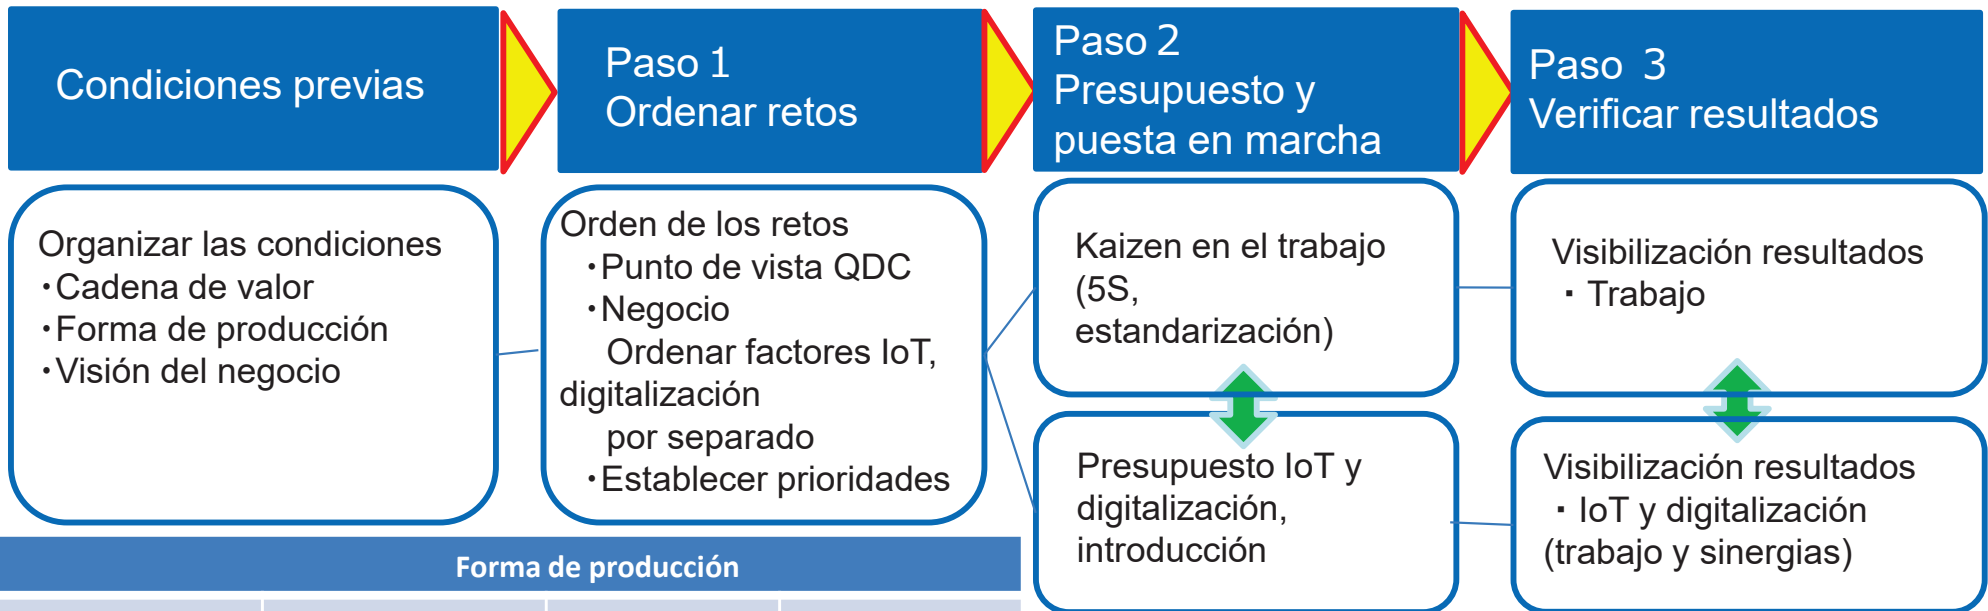 Condiciones previas
Paso 1
Ordenar retos
Paso 2
Presupuesto y
puesta en marcha
Paso 3
Verificar resultados
Organizar las condiciones
・Cadena de valor
・Forma de producción
・Visión del negocio
Orden de los retos
・Punto de vista QDC
・Negocio
Ordenar factores IoT,
digitalización
por separado
・Establecer prioridades
Kaizen en el trabajo
(5S,
estandarización)
Presupuesto IoT y
digitalización,
introducción
Visibilización resultados
・ Trabajo
Visibilización resultados
・ IoT y digitalización
(trabajo y sinergias)
Forma de producción